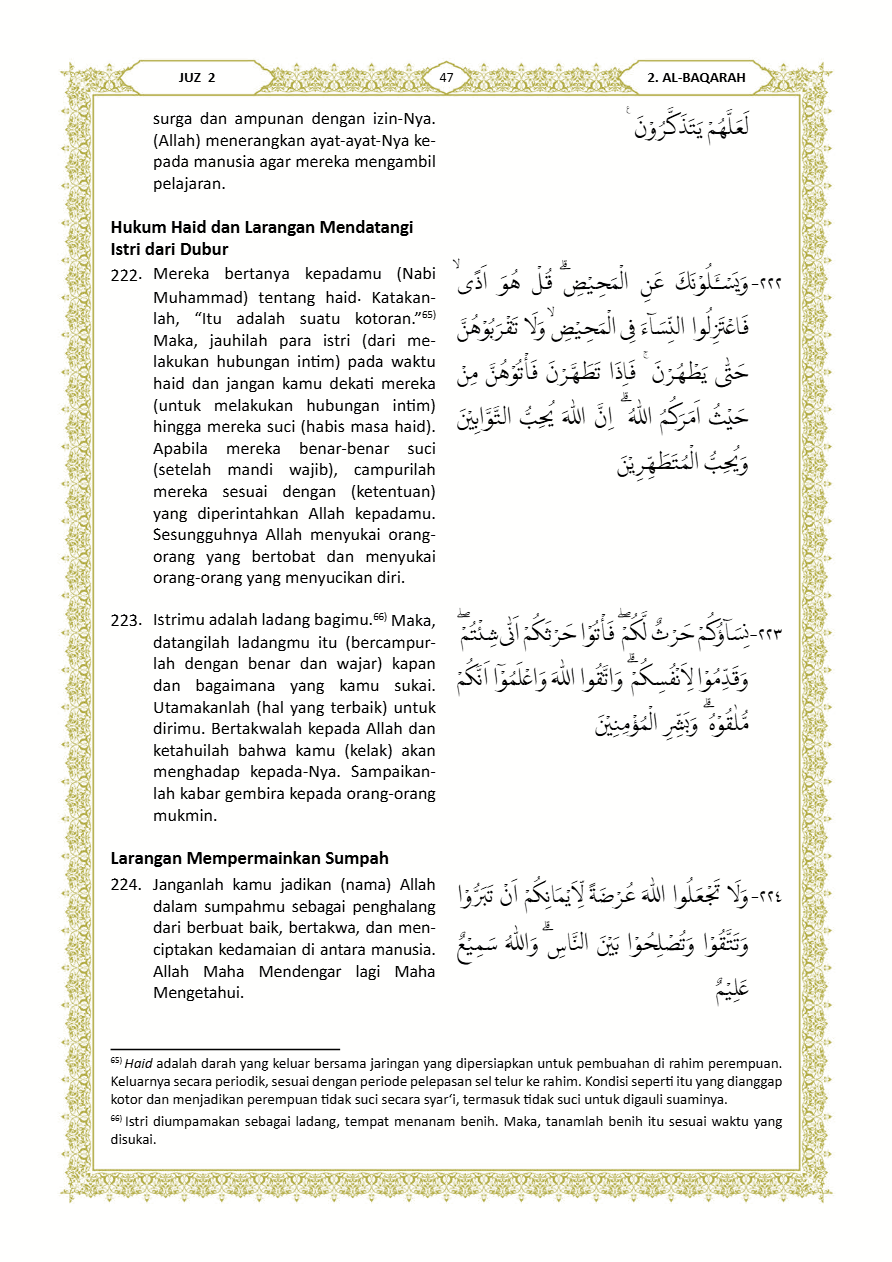 JUZ 2
47
2. AL-BAQARAH
surga dan ampunan dengan izin-Nya.
(Allah) menerangkan ayat-ayat-Nya ke-
pada manusia agar mereka mengambil
pelajaran.
لَعَلَّهُمْ يَتَذَكَّرُوْنَ ࣖ
Hukum Haid dan Larangan Mendatangi
Istri dari Dubur
222. Mereka bertanya kepadamu (Nabi
Muhammad) tentang haid. Katakan-
lah, “Itu adalah suatu kotoran.”65)
Maka, jauhilah para istri (dari me-
lakukan hubungan intim) pada waktu
haid dan jangan kamu dekati mereka
(untuk melakukan hubungan intim)
hingga mereka suci (habis masa haid).
Apabila mereka benar-benar suci
(setelah mandi wajib), campurilah
mereka sesuai dengan (ketentuan)
yang diperintahkan Allah kepadamu.
Sesungguhnya Allah menyukai orang-
orang yang bertobat dan menyukai
orang-orang yang menyucikan diri.
٢٢٢- وَيَسْـَٔلُوْنَكَ عَنِ الْمَحِيْضِۗ قُلْ هُوَ اَذًىۙ
فَاعْتَزِلُوا النِّسَاۤءَ فِى الْمَحِيْضِۙ وَلَا تَقْرَبُوْهُنَّ
حَتّٰى يَطْهُرْنَۚ فَاِذَا تَطَهَّرْنَ فَأْتُوْهُنَّ مِنْ
حَيْثُ اَمَرَكُمُ اللّٰهُۗ اِنَّ اللّٰهَ يُحِبُّ التَّوَّابِيْنَ
وَيُحِبُّ الْمُتَطَهِّرِيْنَ
223. Istrimu adalah ladang bagimu.66) Maka,
datangilah ladangmu itu (bercampur-
lah dengan benar dan wajar) kapan
dan bagaimana yang kamu sukai.
Utamakanlah (hal yang terbaik) untuk
dirimu. Bertakwalah kepada Allah dan
ketahuilah bahwa kamu (kelak) akan
menghadap kepada-Nya. Sampaikan-
lah kabar gembira kepada orang-orang
mukmin.
٢٢٣- نِسَاۤؤُكُمْ حَرْثٌ لَّكُمْۖ فَأْتُوْا حَرْثَكُمْ اَنّٰى شِئْتُمْۖ
وَقَدِّمُوْا لِاَنْفُسِكُمْۗ وَاتَّقُوا اللّٰهَ وَاعْلَمُوْٓا اَنَّكُمْ
مُّلٰقُوْهُۗ وَبَشِّرِ الْمُؤْمِنِيْنَ
Larangan Mempermainkan Sumpah
224. Janganlah kamu jadikan (nama) Allah
dalam sumpahmu sebagai penghalang
dari berbuat baik, bertakwa, dan men-
ciptakan kedamaian di antara manusia.
Allah Maha Mendengar lagi Maha
Mengetahui.
٢٢٤- وَلَا تَجْعَلُوا اللّٰهَ عُرْضَةً لِّاَيْمَانِكُمْ اَنْ تَبَرُّوْا
وَتَتَّقُوْا وَتُصْلِحُوْا بَيْنَ النَّاسِۗ وَاللّٰهُ سَمِيْعٌ
عَلِيْمٌ
65) Haid adalah darah yang keluar bersama jaringan yang dipersiapkan untuk pembuahan di rahim perempuan.
Keluarnya secara periodik, sesuai dengan periode pelepasan sel telur ke rahim. Kondisi seperti itu yang dianggap
kotor dan menjadikan perempuan tidak suci secara syar‘i, termasuk tidak suci untuk digauli suaminya.
66) Istri diumpamakan sebagai ladang, tempat menanam benih. Maka, tanamlah benih itu sesuai waktu yang
disukai.